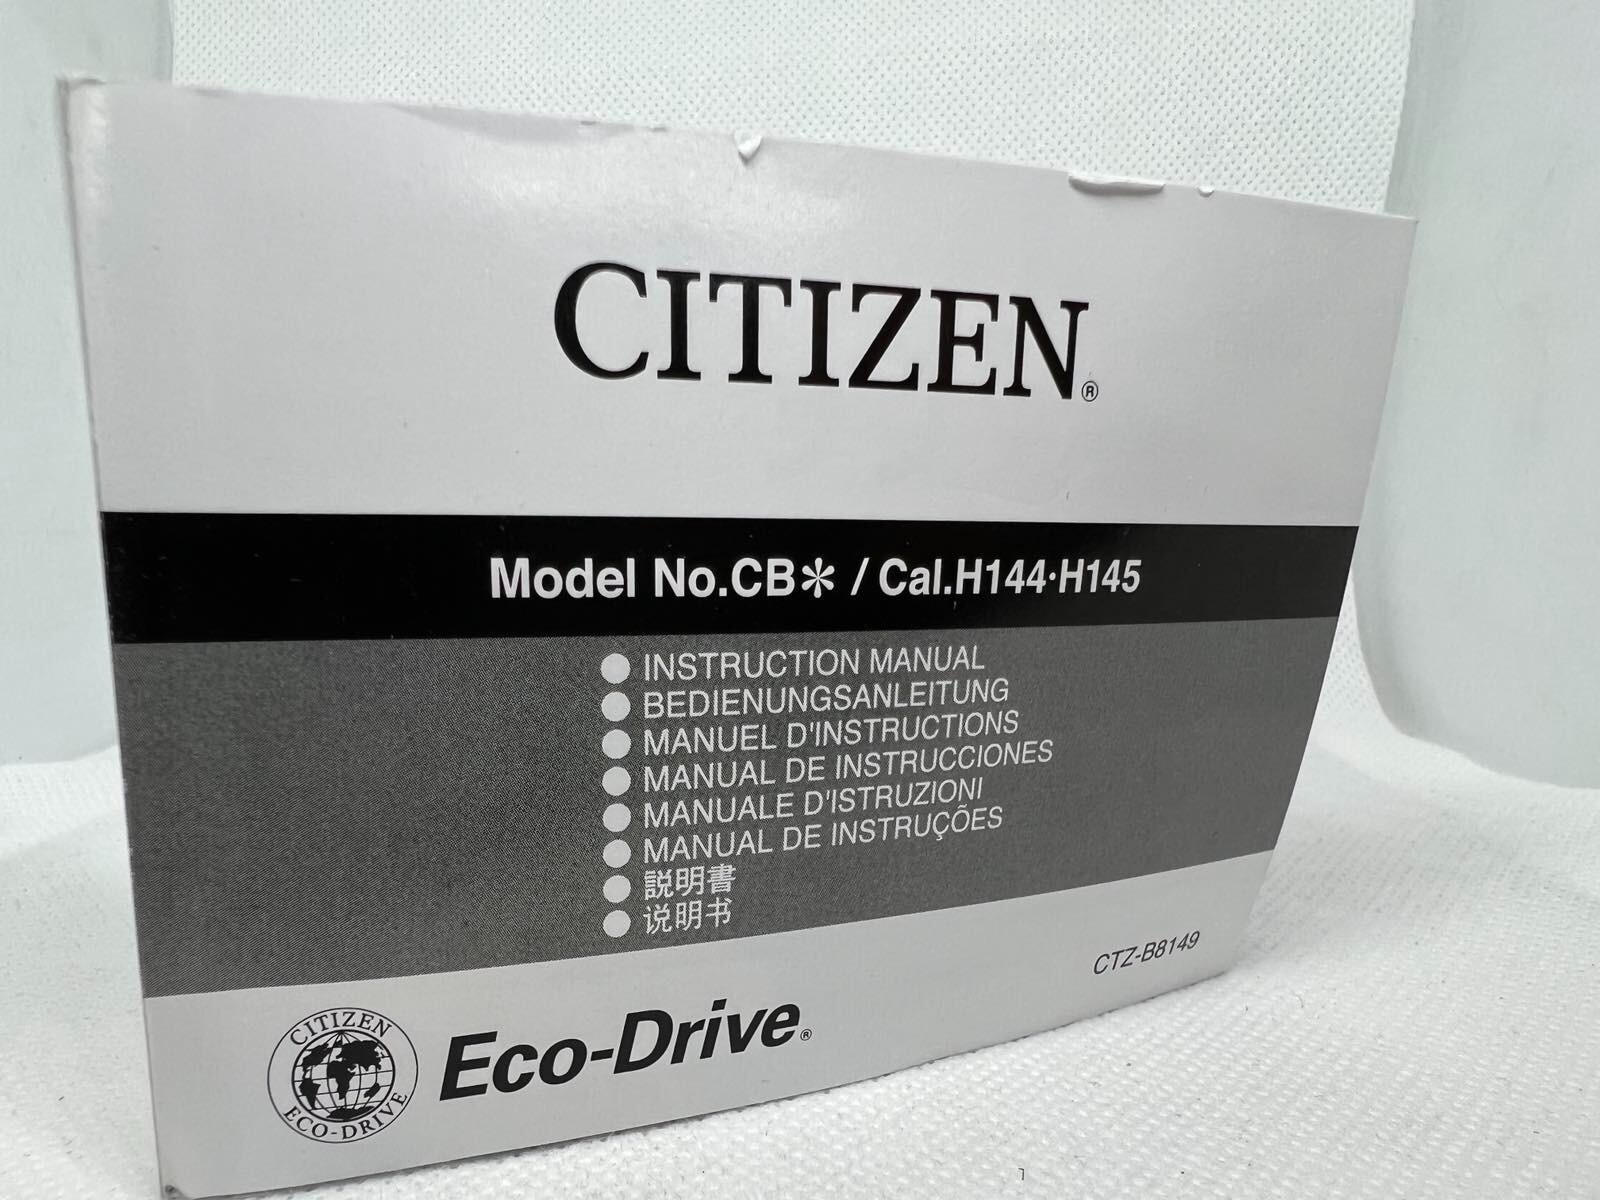 CITIZEN®
Model No.CB✻ / Cal.H144·H145
● INSTRUCTION MANUAL
● BEDIENUNGSANLEITUNG
● MANUEL D'INSTRUCTIONS
● MANUAL DE INSTRUCCIONES
● MANUALE D'ISTRUZIONI
● MANUAL DE INSTRUÇÕES
● 説明書
● 说明书
CTZ-B8149
CITIZEN
ECO-DRIVE
Eco-Drive®